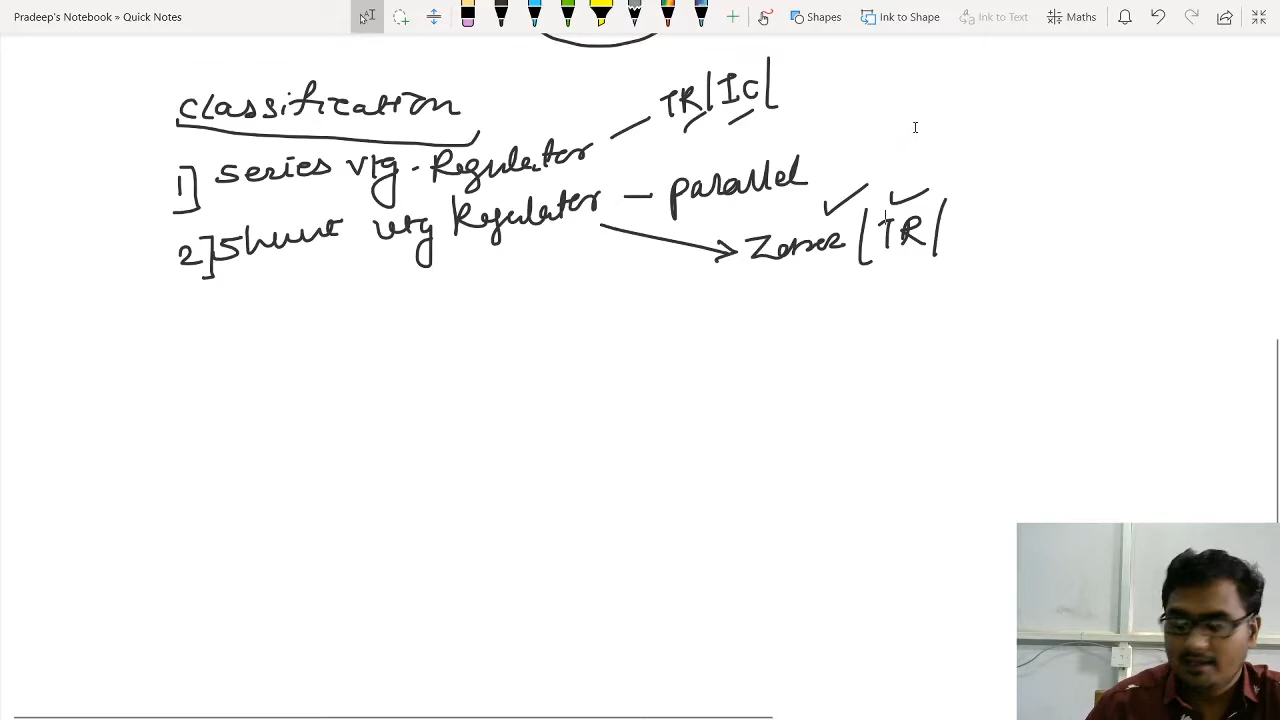 Pradeep's Notebook » Quick Notes
Shapes
Ink to Shape
Ink to Text
Maths
Classification
1] Series Vtg. Regulator — TR | IC |
2] Shunt Vtg Regulator — parallel
→ Zener | TR |